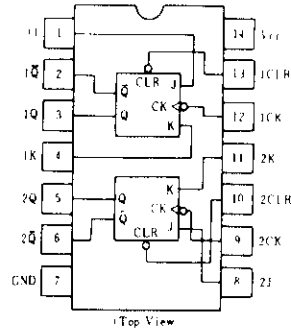 1J 1 14 Vcc
1Q̄ 2 CLR J 13 1CLR
Q̄ CK
1Q 3 Q K 12 1CK
1K 4 11 2K
2Q 5 Q K 10 2CLR
CK
2Q̄ 6 Q̄ J 9 2CK
CLR
GND 7 8 2J
(Top View